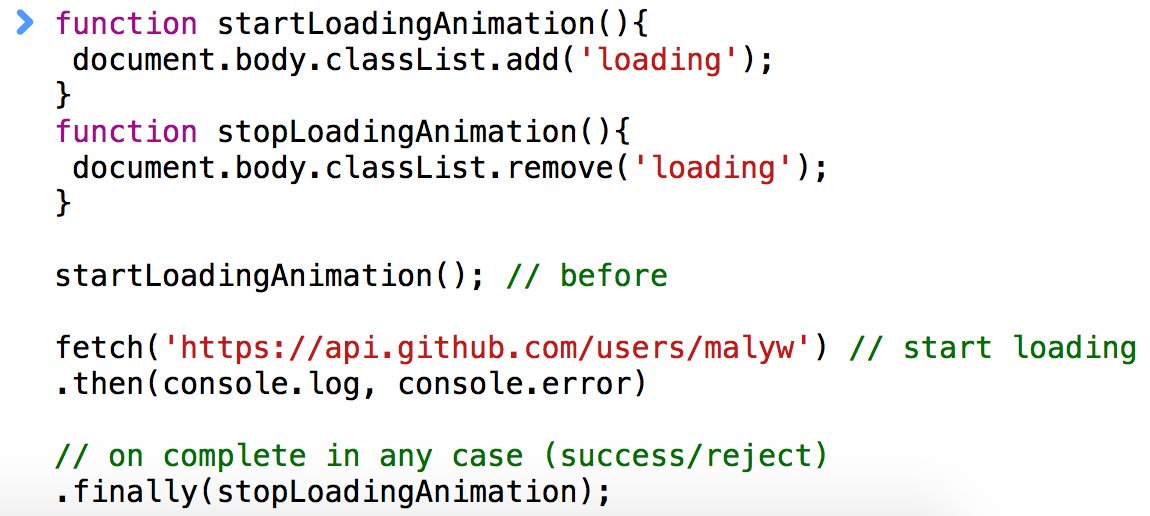 function startLoadingAnimation(){
 document.body.classList.add('loading');
}
function stopLoadingAnimation(){
 document.body.classList.remove('loading');
}

startLoadingAnimation(); // before

fetch('https://api.github.com/users/malyw') // start loading
.then(console.log, console.error)

// on complete in any case (success/reject)
.finally(stopLoadingAnimation);